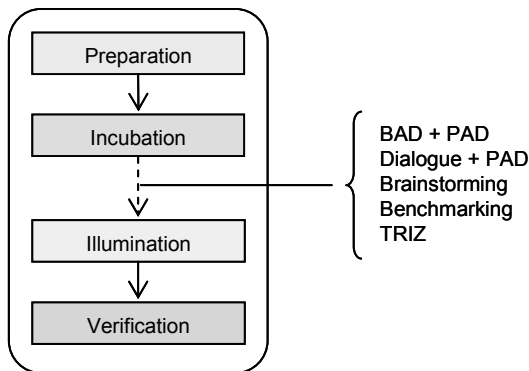 Preparation
Incubation
Illumination
Verification
BAD + PAD
Dialogue + PAD
Brainstorming
Benchmarking
TRIZ